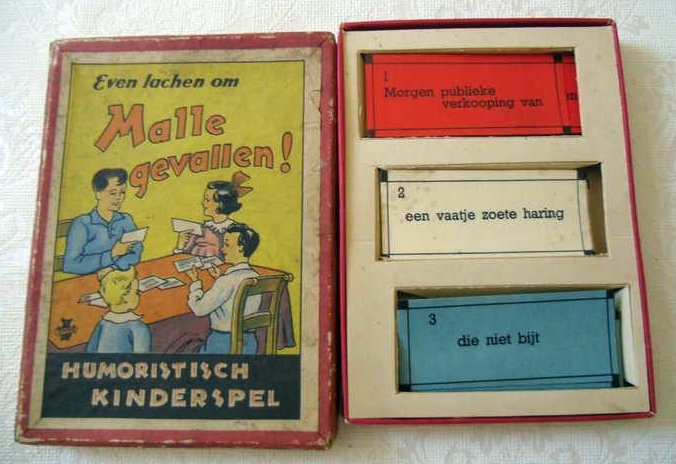 Even lachen om
Malle
gevallen!
HUMORISTISCH
KINDERSPEL
1
Morgen publieke
verkooping van
en
2
een vaatje zoete haring
3
die niet bijt